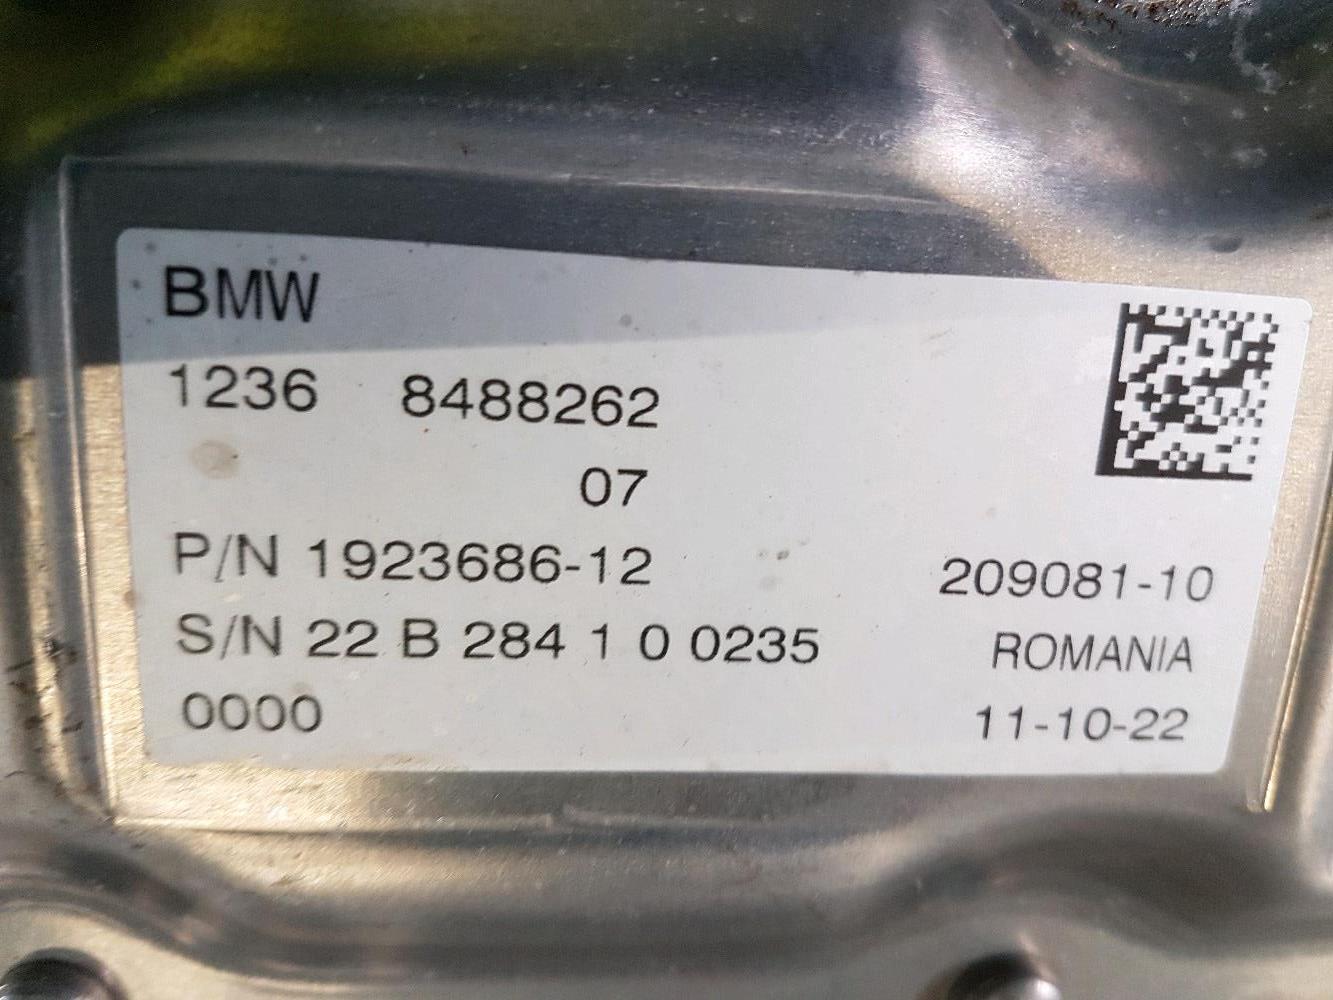 BMW
1236 8488262
07
P/N 1923686-12
209081-10
S/N 22 B 284 1 0 0235
ROMANIA
0000
11-10-22